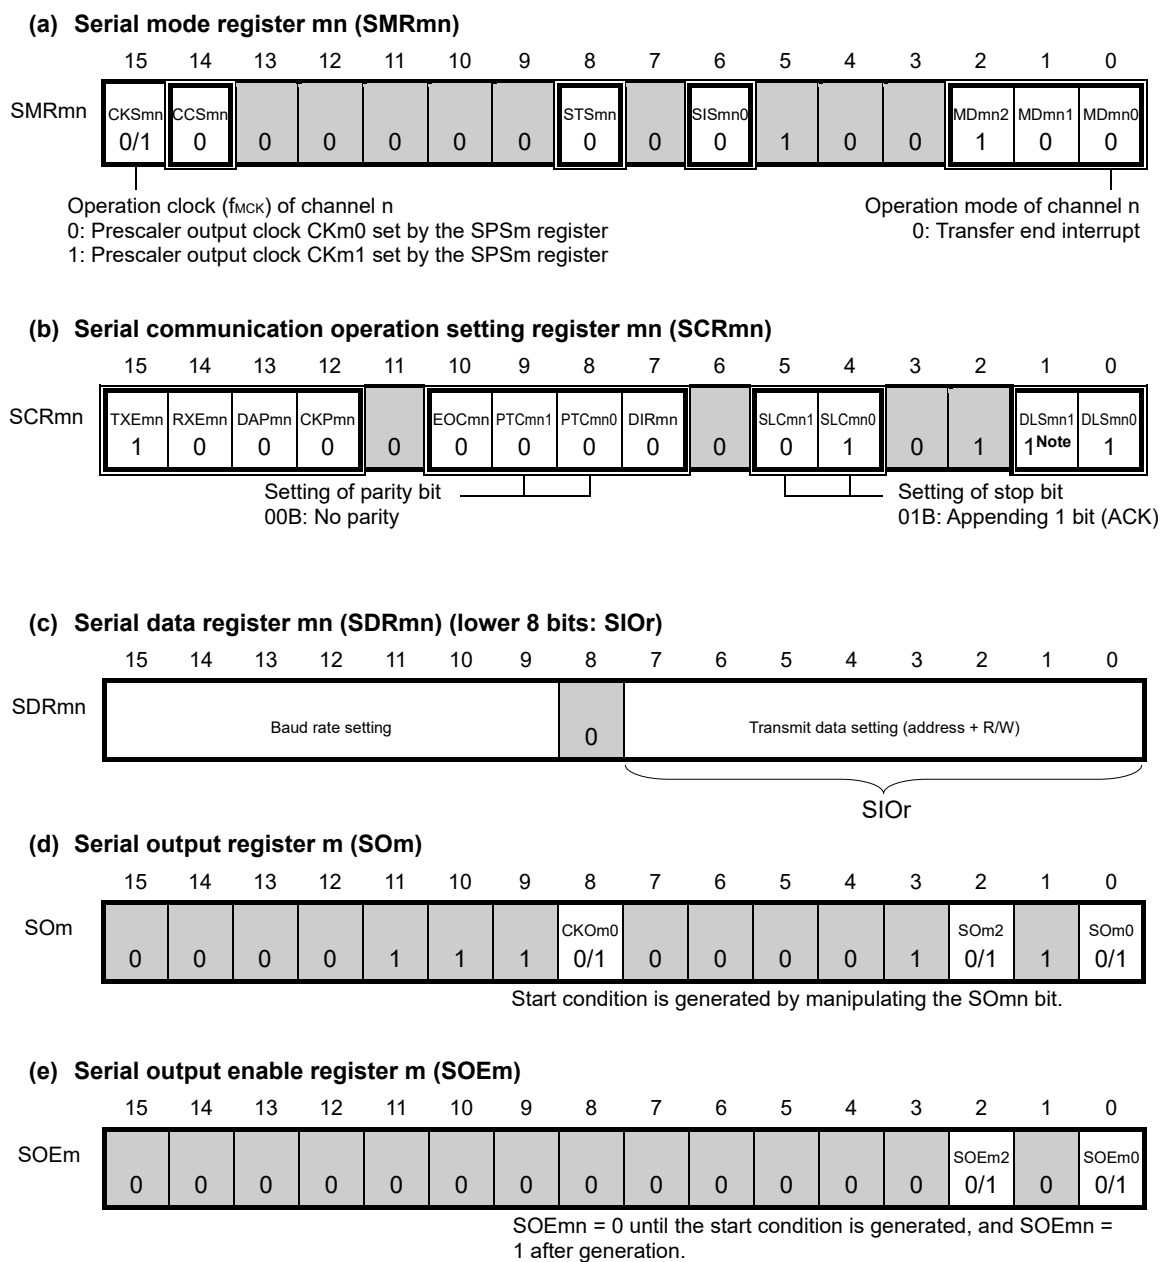 (a) Serial mode register mn (SMRmn)
15 14 13 12 11 10 9 8 7 6 5 4 3 2 1 0
SMRmn CKSmn CCSmn STSmn SISmn0 MDmn2 MDmn1 MDmn0
0/1 0 0 0 0 0 0 0 0 0 1 0 0 1 0 0
Operation clock (fMCK) of channel n
0: Prescaler output clock CKm0 set by the SPSm register
1: Prescaler output clock CKm1 set by the SPSm register
Operation mode of channel n
0: Transfer end interrupt
(b) Serial communication operation setting register mn (SCRmn)
15 14 13 12 11 10 9 8 7 6 5 4 3 2 1 0
SCRmn TXEmn RXEmn DAPmn CKPmn EOCmn PTCmn1 PTCmn0 DIRmn SLCmn1 SLCmn0 DLSmn1 DLSmn0
1 0 0 0 0 0 0 0 0 0 0 1 0 1 1Note 1
Setting of parity bit
00B: No parity
Setting of stop bit
01B: Appending 1 bit (ACK)
(c) Serial data register mn (SDRmn) (lower 8 bits: SIOr)
15 14 13 12 11 10 9 8 7 6 5 4 3 2 1 0
SDRmn Baud rate setting 0 Transmit data setting (address + R/W)
SIOr
(d) Serial output register m (SOm)
15 14 13 12 11 10 9 8 7 6 5 4 3 2 1 0
SOm CKOm0 SOm2 SOm0
0 0 0 0 1 1 1 0/1 0 0 0 0 1 0/1 1 0/1
Start condition is generated by manipulating the SOmn bit.
(e) Serial output enable register m (SOEm)
15 14 13 12 11 10 9 8 7 6 5 4 3 2 1 0
SOEm SOEm2 SOEm0
0 0 0 0 0 0 0 0 0 0 0 0 0 0/1 0 0/1
SOEmn = 0 until the start condition is generated, and SOEmn =
1 after generation.